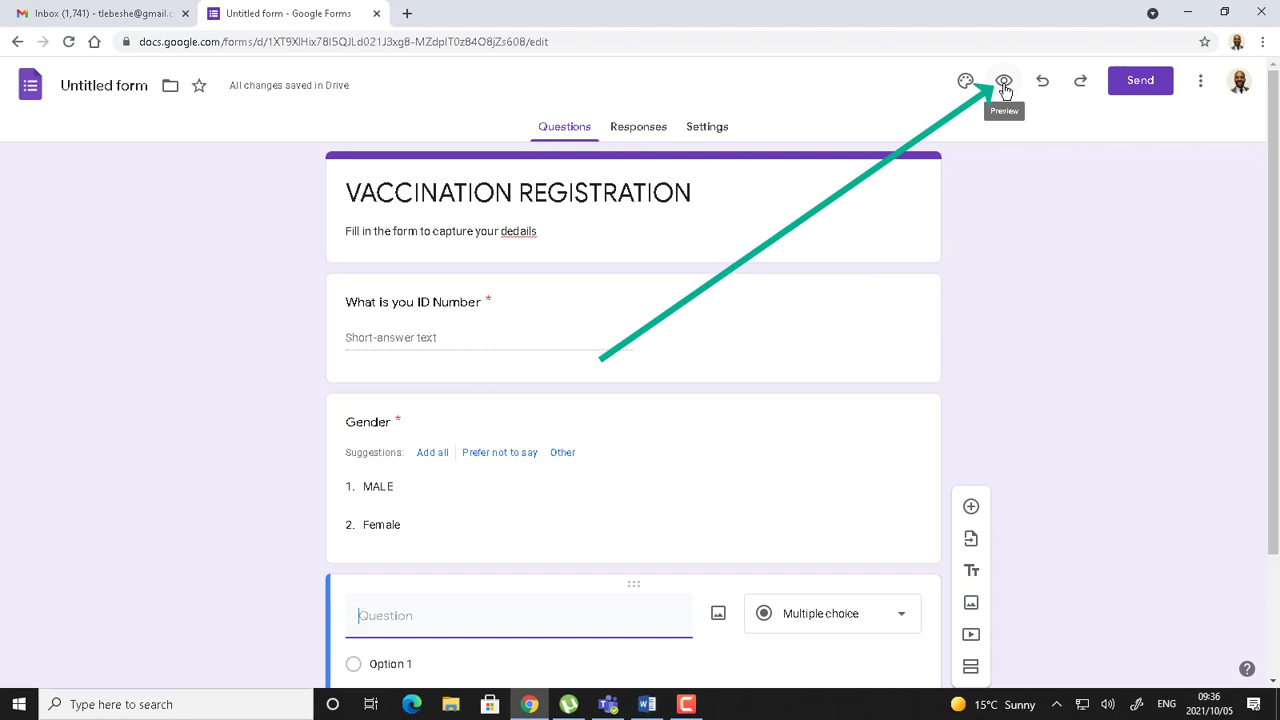 Inbox (1,741) - tlebeshe@gmail.c
Untitled form - Google Forms
docs.google.com/forms/d/1XT9XlHix78I5QJLd021J3xg8-MZdpIT0z84O8jZs608/edit
Untitled form
All changes saved in Drive
Send
Preview
Questions
Responses
Settings
VACCINATION REGISTRATION
Fill in the form to capture your dedails
What is you ID Number *
Short-answer text
Gender *
Suggestions: Add all Prefer not to say Other
1. MALE
2. Female
Question
Multiple choice
Option 1
Type here to search
15°C Sunny
ENG
09:36
2021/10/05